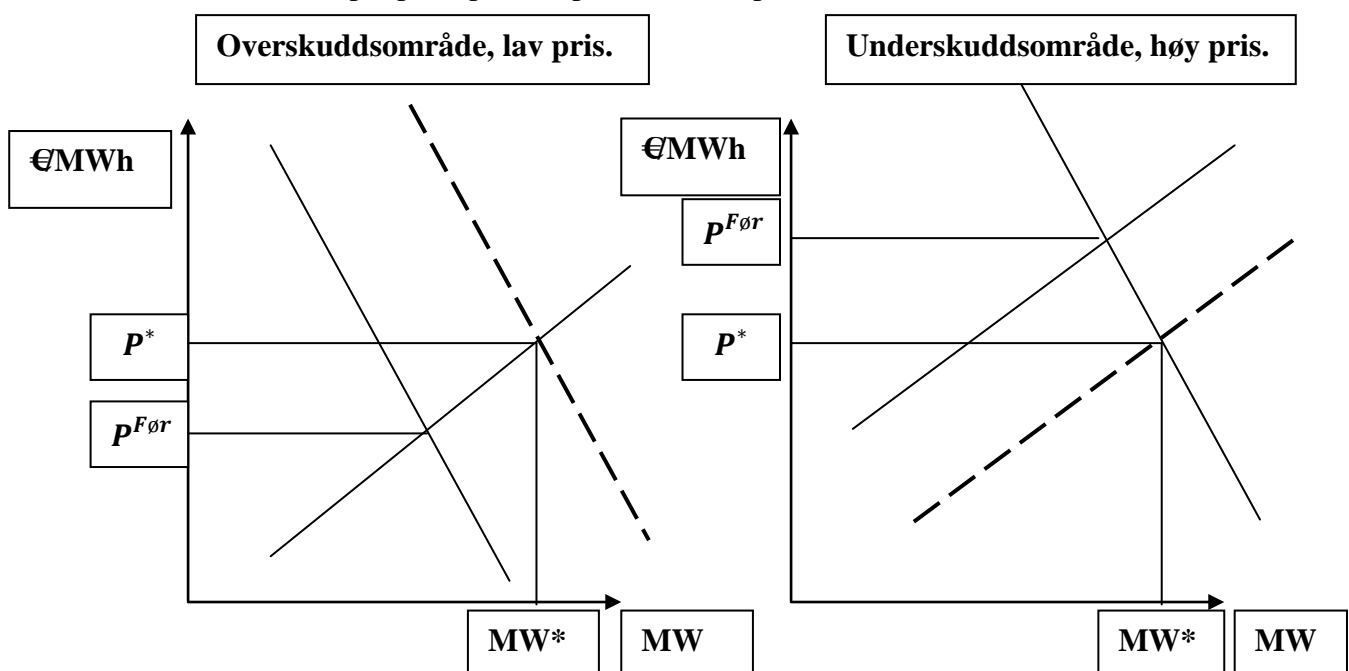 Overskuddsområde, lav pris.
Underskuddsområde, høy pris.
€/MWh
€/MWh
P^Før
P*
P*
P^Før
MW*
MW
MW*
MW